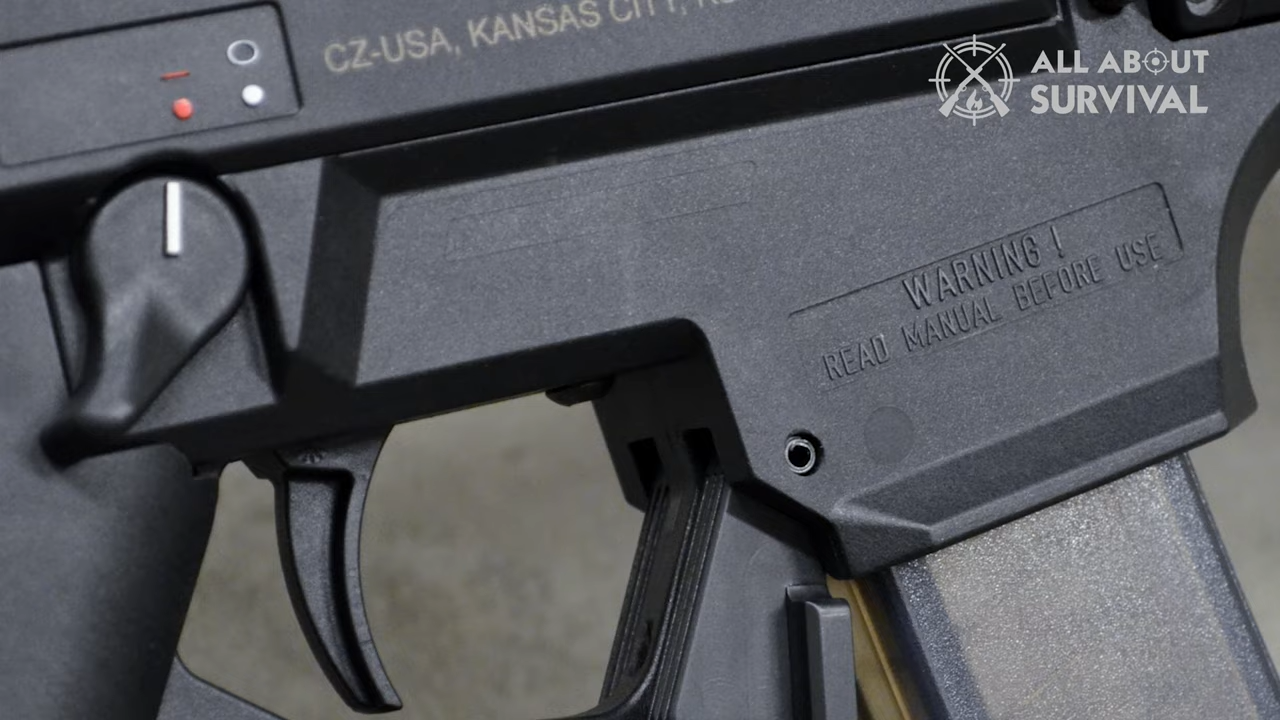 CZ-USA, KANSAS CITY,
ALL ABOUT
SURVIVAL
WARNING !
READ MANUAL BEFORE USE